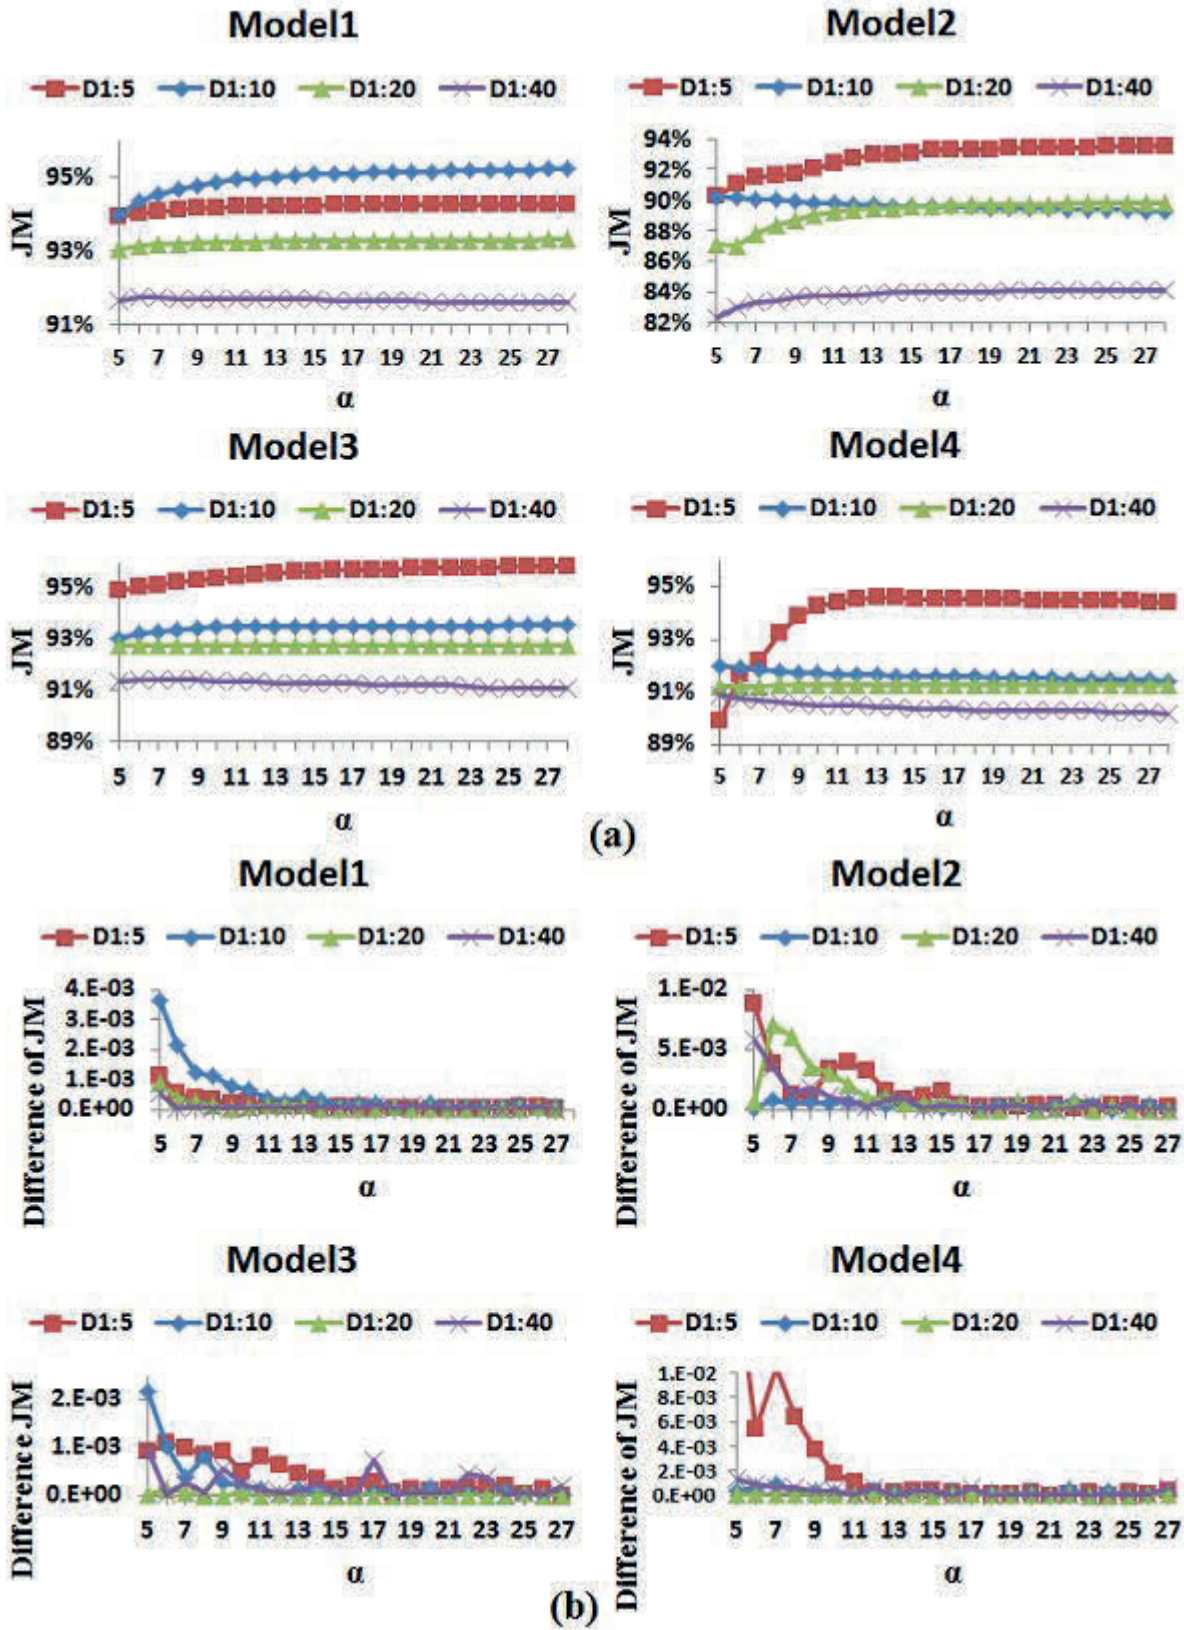 Model1
D1:5 D1:10 D1:20 D1:40
95%
93%
91%
JM
5 7 9 11 13 15 17 19 21 23 25 27
α
Model2
D1:5 D1:10 D1:20 D1:40
94%
92%
90%
88%
86%
84%
82%
JM
5 7 9 11 13 15 17 19 21 23 25 27
α
Model3
D1:5 D1:10 D1:20 D1:40
95%
93%
91%
89%
JM
5 7 9 11 13 15 17 19 21 23 25 27
α
Model4
D1:5 D1:10 D1:20 D1:40
95%
93%
91%
89%
JM
5 7 9 11 13 15 17 19 21 23 25 27
α
(a)
Model1
D1:5 D1:10 D1:20 D1:40
4.E-03
3.E-03
2.E-03
1.E-03
0.E+00
Difference of JM
5 7 9 11 13 15 17 19 21 23 25 27
α
Model2
D1:5 D1:10 D1:20 D1:40
1.E-02
5.E-03
0.E+00
Difference of JM
5 7 9 11 13 15 17 19 21 23 25 27
α
Model3
D1:5 D1:10 D1:20 D1:40
2.E-03
1.E-03
0.E+00
Difference JM
5 7 9 11 13 15 17 19 21 23 25 27
α
Model4
D1:5 D1:10 D1:20 D1:40
1.E-02
8.E-03
6.E-03
4.E-03
2.E-03
0.E+00
Difference of JM
5 7 9 11 13 15 17 19 21 23 25 27
α
(b)